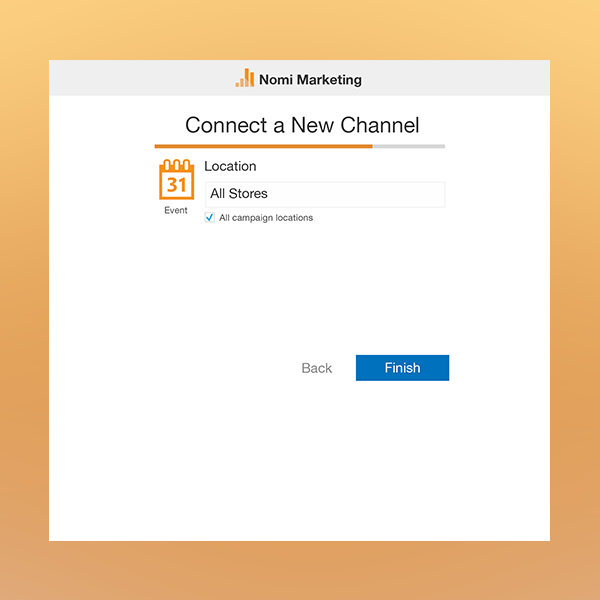 Nomi Marketing
Connect a New Channel
Location
31
All Stores
Event
All campaign locations
Back
Finish